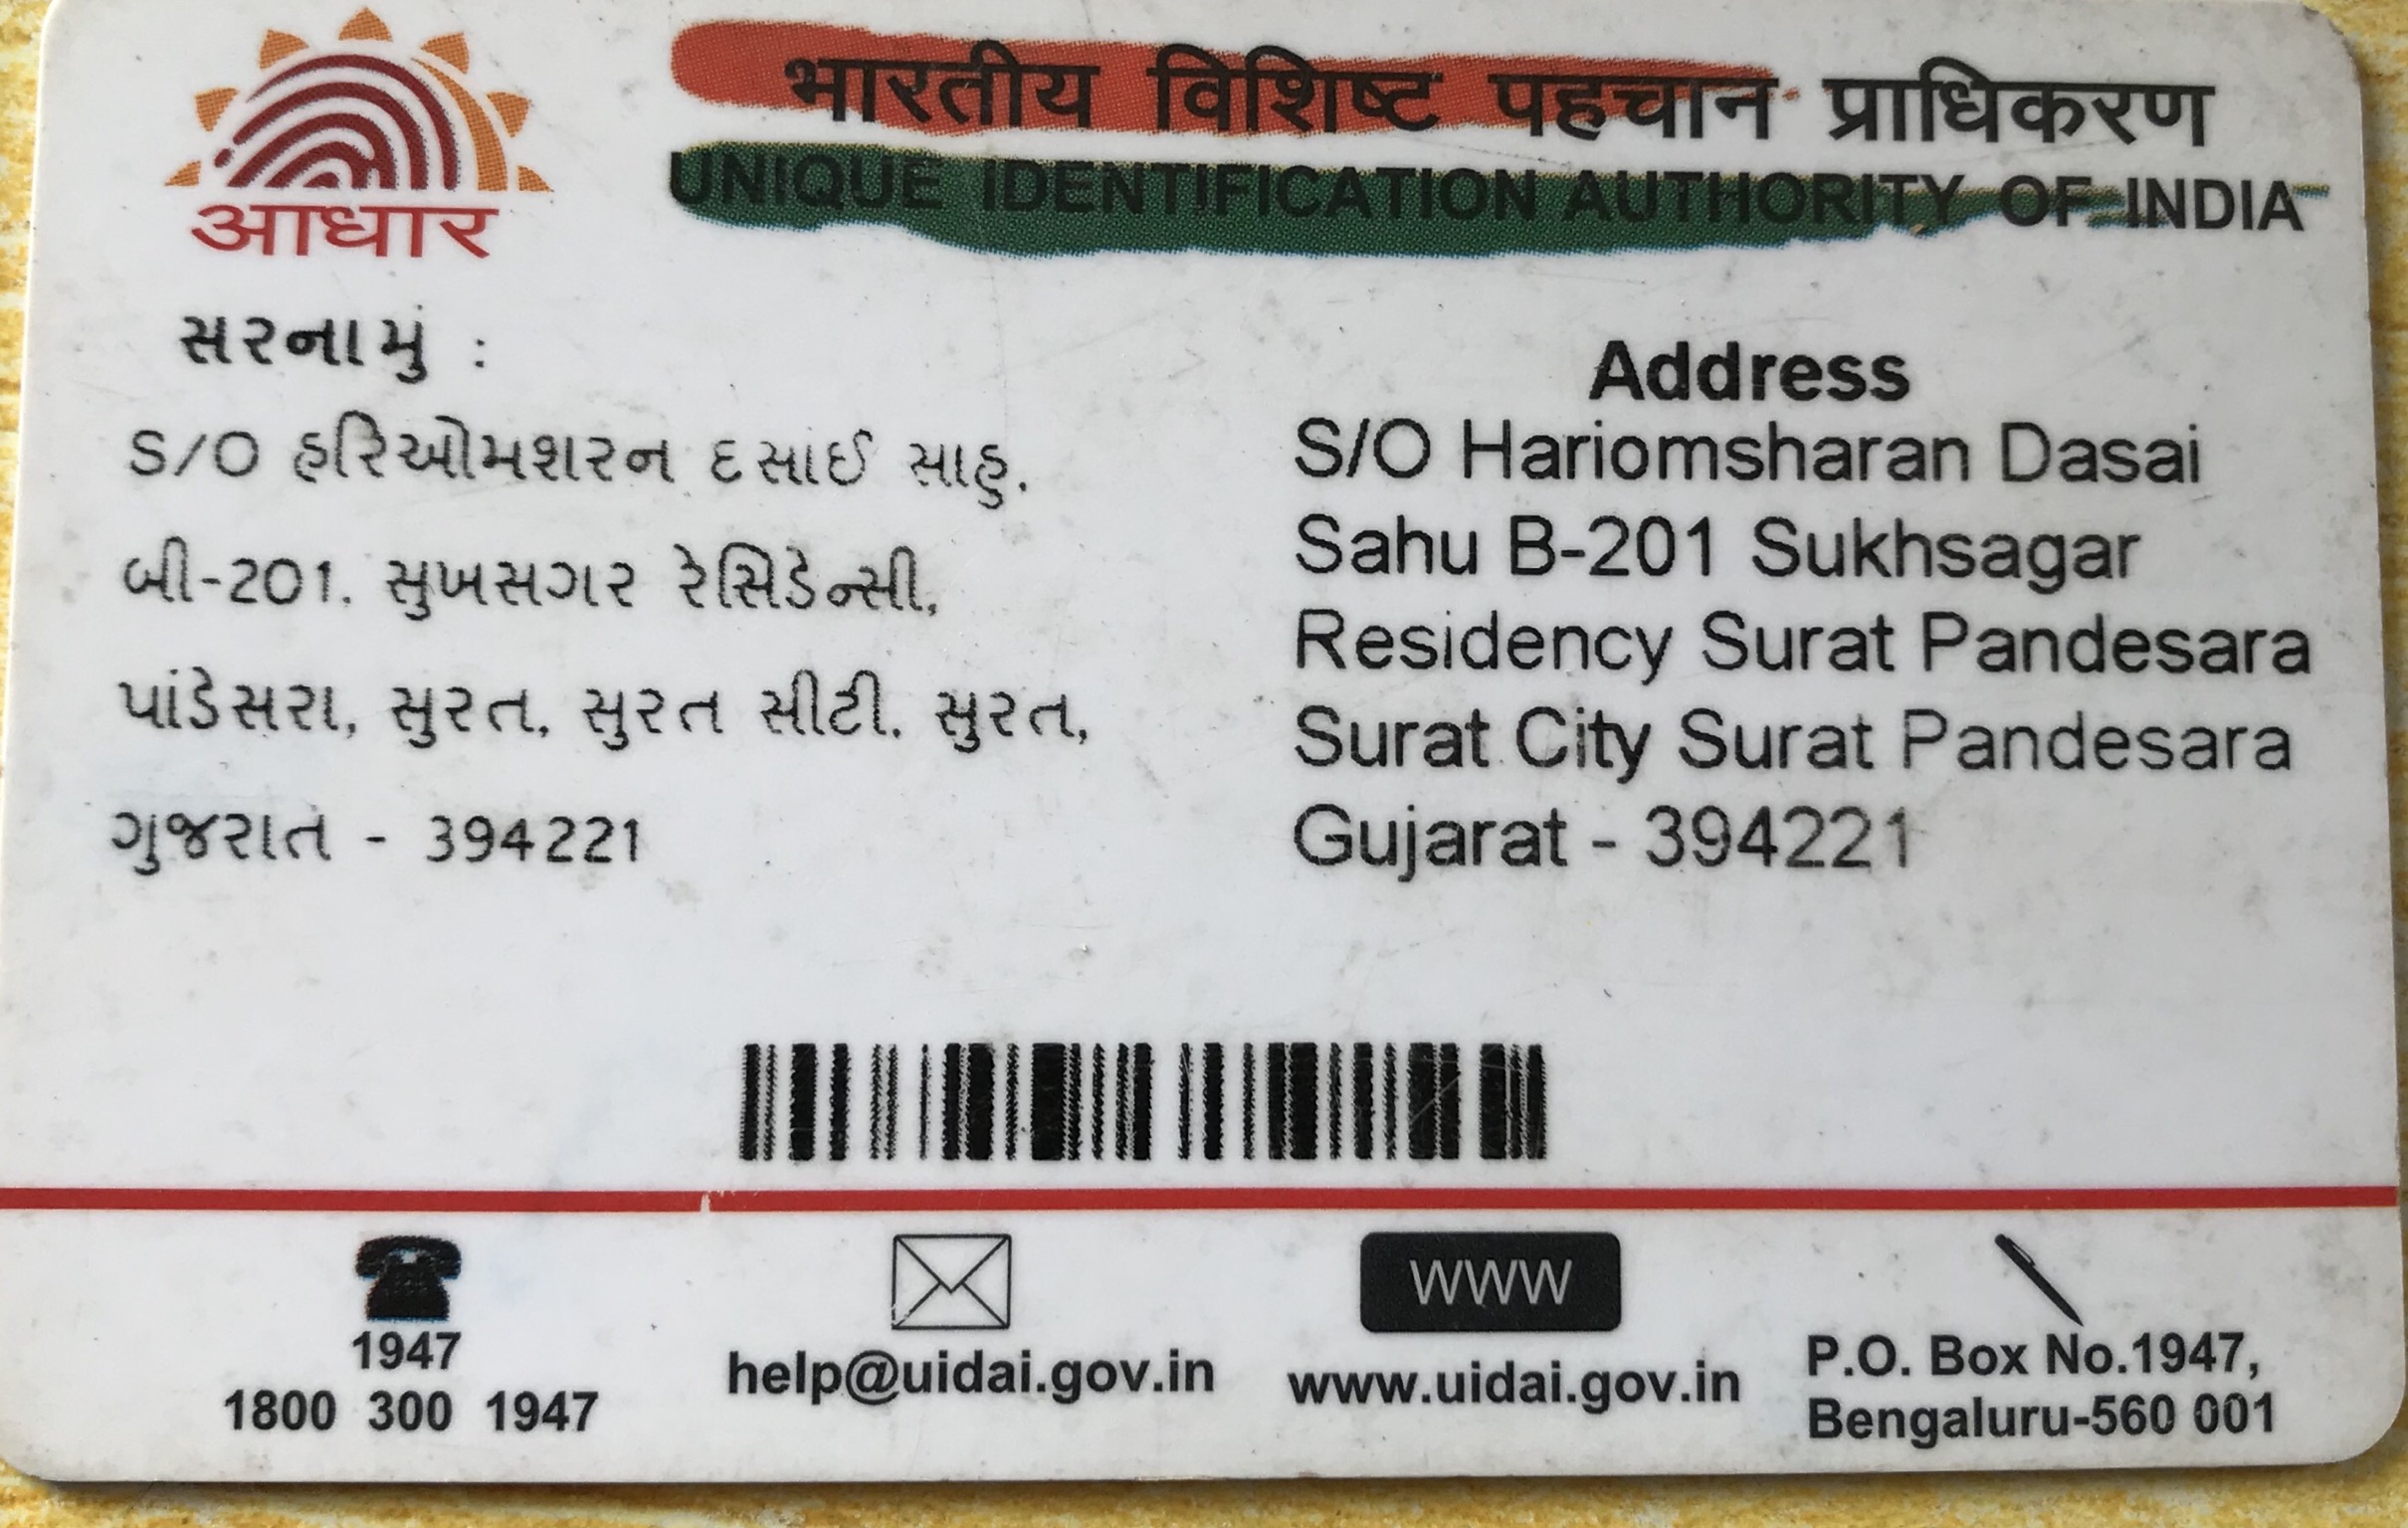 भारतीय विशिष्ट पहचान प्राधिकरण
UNIQUE IDENTIFICATION AUTHORITY OF INDIA
आधार
સરનામું :
S/O હરિઓમશરન દસાઈ સાહુ.
બી-201. સુખસગર રેસિડેન્સી,
પાંડેસરા, સુરત, સુરત સીટી. સુરત,
ગુજરાત - 394221
Address
S/O Hariomsharan Dasai
Sahu B-201 Sukhsagar
Residency Surat Pandesara
Surat City Surat Pandesara
Gujarat - 394221
1947
1800 300 1947
help@uidai.gov.in
WWW
www.uidai.gov.in
P.O. Box No.1947,
Bengaluru-560 001